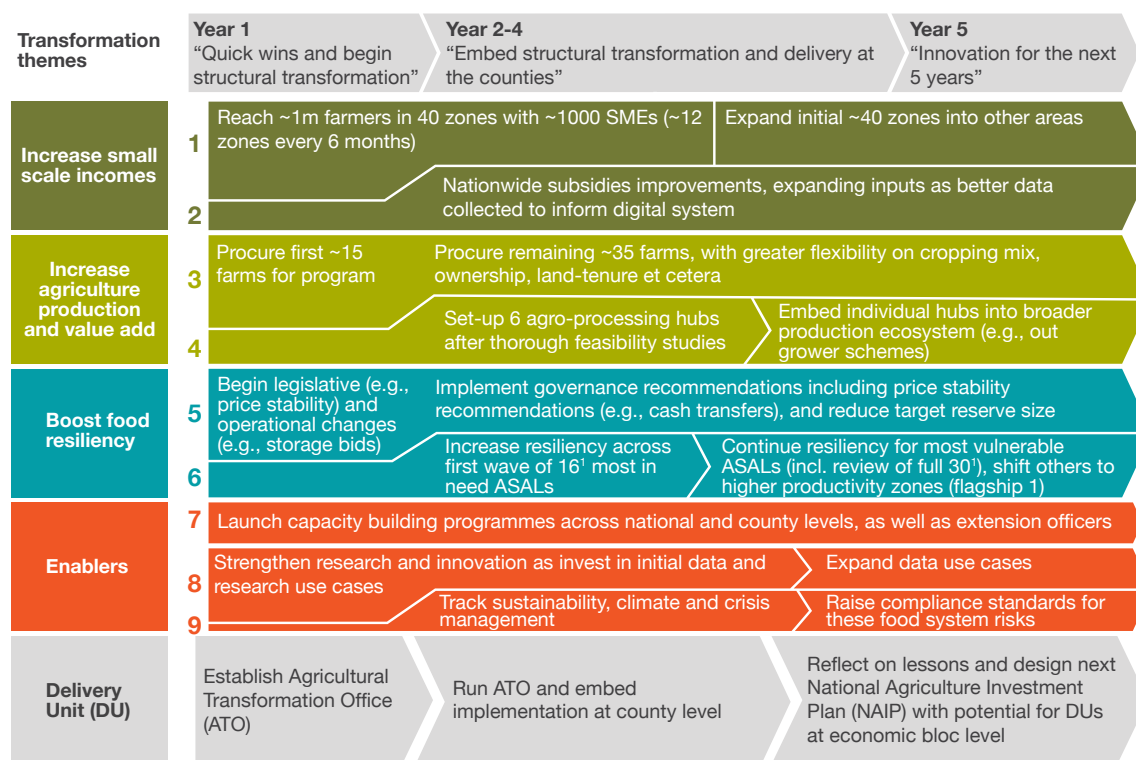 Transformation
themes
Year 1
“Quick wins and begin
structural transformation”
Year 2-4
“Embed structural transformation and delivery at
the counties”
Year 5
“Innovation for the next
5 years”
Increase small
scale incomes
1
Reach ~1m farmers in 40 zones with ~1000 SMEs (~12
zones every 6 months)
Expand initial ~40 zones into other areas
2
Nationwide subsidies improvements, expanding inputs as better data
collected to inform digital system
Increase
agriculture
production
and value add
3
Procure first ~15
farms for program
Procure remaining ~35 farms, with greater flexibility on cropping mix,
ownership, land-tenure et cetera
4
Set-up 6 agro-processing hubs
after thorough feasibility studies
Embed individual hubs into broader
production ecosystem (e.g., out
grower schemes)
Boost food
resiliency
5
Begin legislative (e.g.,
price stability) and
operational changes
(e.g., storage bids)
Implement governance recommendations including price stability
recommendations (e.g., cash transfers), and reduce target reserve size
6
Increase resiliency across
first wave of 16¹ most in
need ASALs
Continue resiliency for most vulnerable
ASALs (incl. review of full 30¹), shift others to
higher productivity zones (flagship 1)
Enablers
7
Launch capacity building programmes across national and county levels, as well as extension officers
8
Strengthen research and innovation as invest in initial data and
research use cases
Expand data use cases
9
Track sustainability, climate and crisis
management
Raise compliance standards for
these food system risks
Delivery
Unit (DU)
Establish Agricultural
Transformation Office
(ATO)
Run ATO and embed
implementation at county level
Reflect on lessons and design next
National Agriculture Investment
Plan (NAIP) with potential for DUs
at economic bloc level